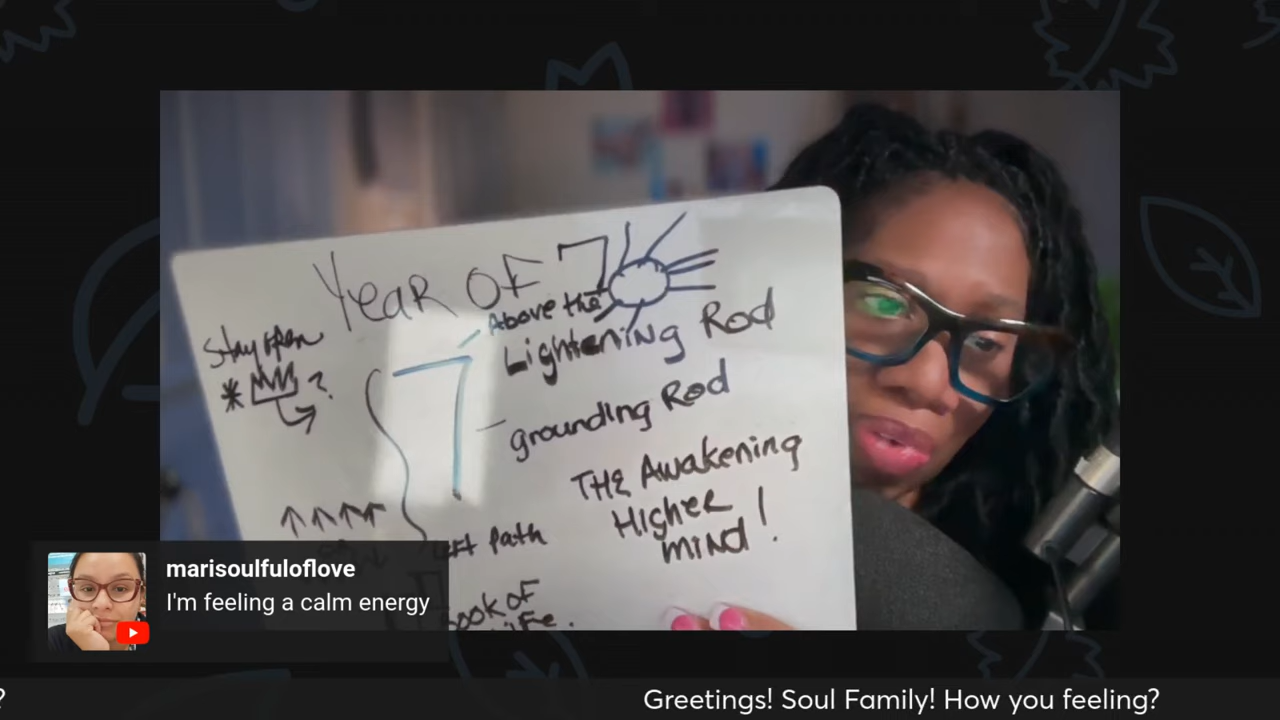 Year OF 7
Above the
Lightening Rod
Stay open
?
7
grounding Rod
THE Awakening
Higher
mind!
Left Path
Book OF
Life.
marisoulfuloflove
I'm feeling a calm energy
?
Greetings! Soul Family! How you feeling?